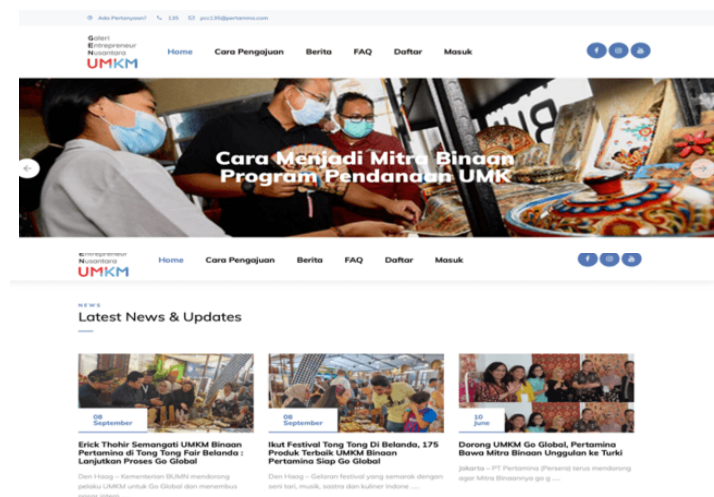 Ada Pertanyaan? 135 pcc135@pertamina.com
Galeri
Entrepreneur
Nusantara
UMKM
Home Cara Pengajuan Berita FAQ Daftar Masuk
Cara Menjadi Mitra Binaan
Program Pendanaan UMK
Entrepreneur
Nusantara
UMKM
Home Cara Pengajuan Berita FAQ Daftar Masuk
NEWS
Latest News & Updates
08
September
Erick Thohir Semangati UMKM Binaan
Pertamina di Tong Tong Fair Belanda :
Lanjutkan Proses Go Global
Den Haag – Kementerian BUMN mendorong
pelaku UMKM untuk Go Global dan menembus
pasar intern
08
September
Ikut Festival Tong Tong Di Belanda, 175
Produk Terbaik UMKM Binaan
Pertamina Siap Go Global
Den Haag – Gelaran festival yang semarak dengan
seni tari, musik, sastra dan kuliner Indone ....
10
June
Dorong UMKM Go Global, Pertamina
Bawa Mitra Binaan Unggulan ke Turki
Jakarta – PT Pertamina (Persero) terus mendorong
agar Mitra Binaannya go g ....